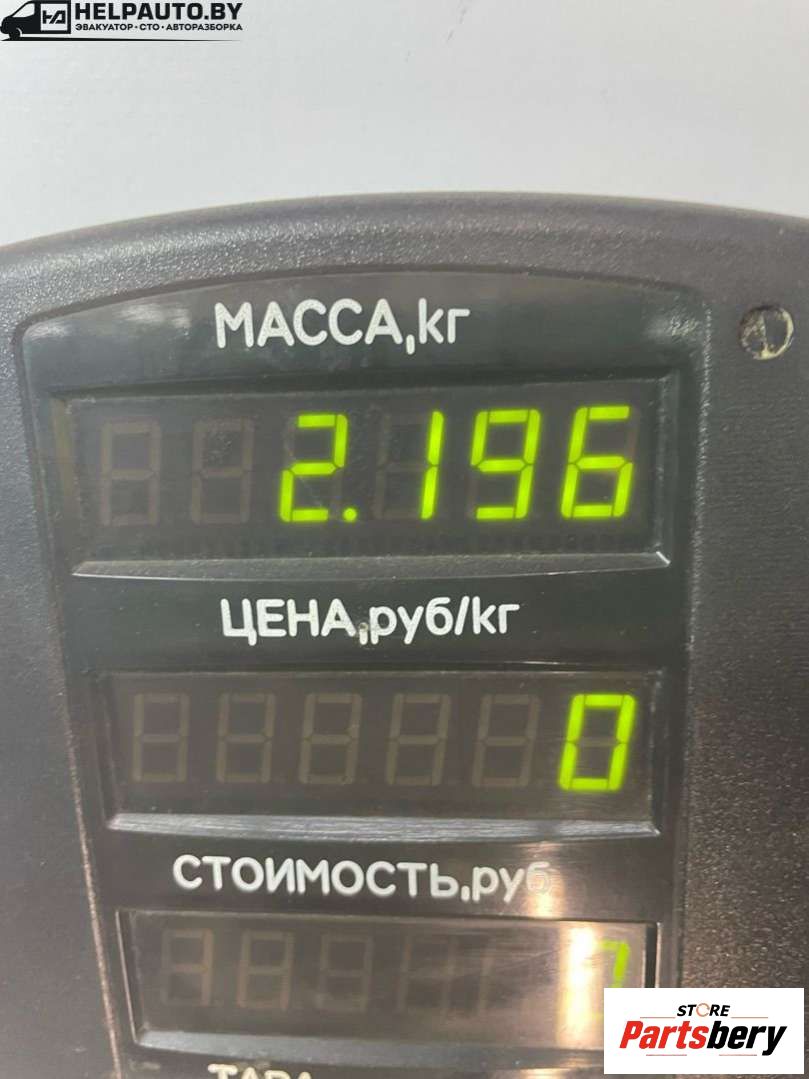 HELPAUTO.BY
ЭВАКУАТОР•СТО•АВТОРАЗБОРКА
МАССА,кг
2.196
ЦЕНА,руб/кг
0
СТОИМОСТЬ,руб
STORE
Partsbery